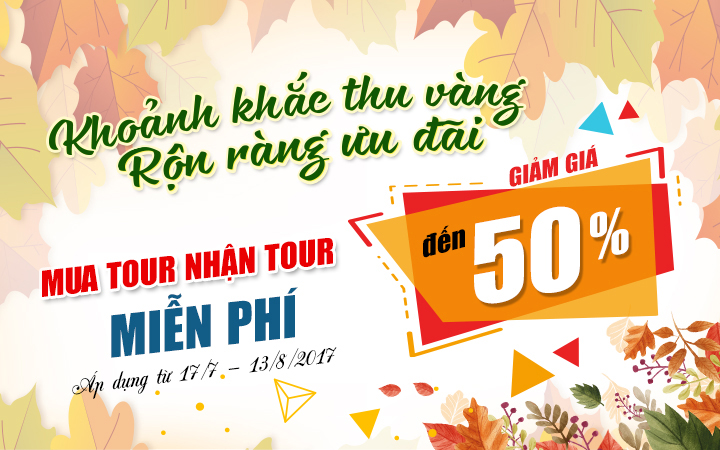 Khoảnh khắc thu vàng
Rộn ràng ưu đãi
GIẢM GIÁ
đến 50%
MUA TOUR NHẬN TOUR
MIỄN PHÍ
Áp dụng từ 17/7 – 13/8/2017